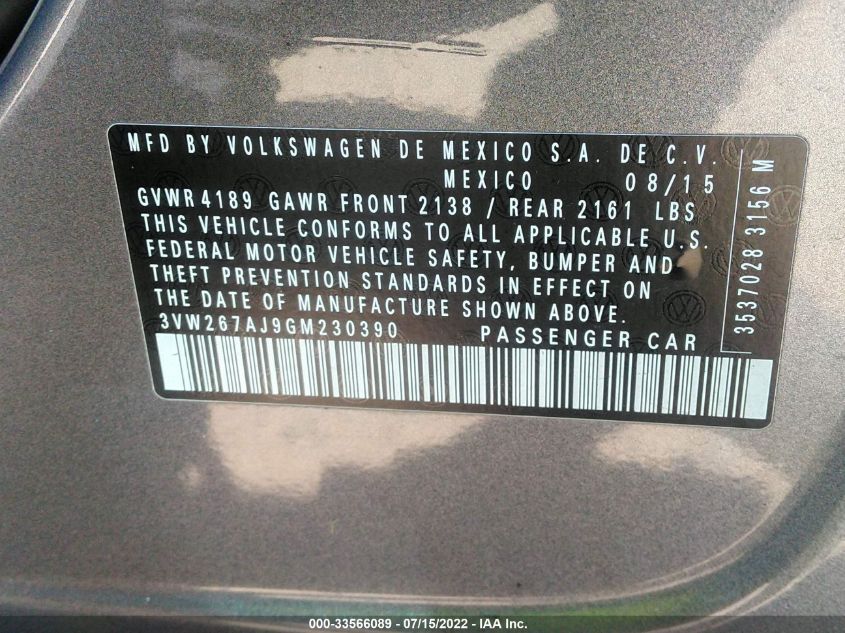 MFD BY VOLKSWAGEN DE MEXICO S.A. DE C.V.
MEXICO 08/15
GVWR 4189 GAWR FRONT 2138 / REAR 2161 LBS
THIS VEHICLE CONFORMS TO ALL APPLICABLE U.S.
FEDERAL MOTOR VEHICLE SAFETY, BUMPER AND
THEFT PREVENTION STANDARDS IN EFFECT ON
THE DATE OF MANUFACTURE SHOWN ABOVE.
3VW267AJ9GM230390 PASSENGER CAR
3537028 3156 M
000-33566089 - 07/15/2022 - IAA Inc.